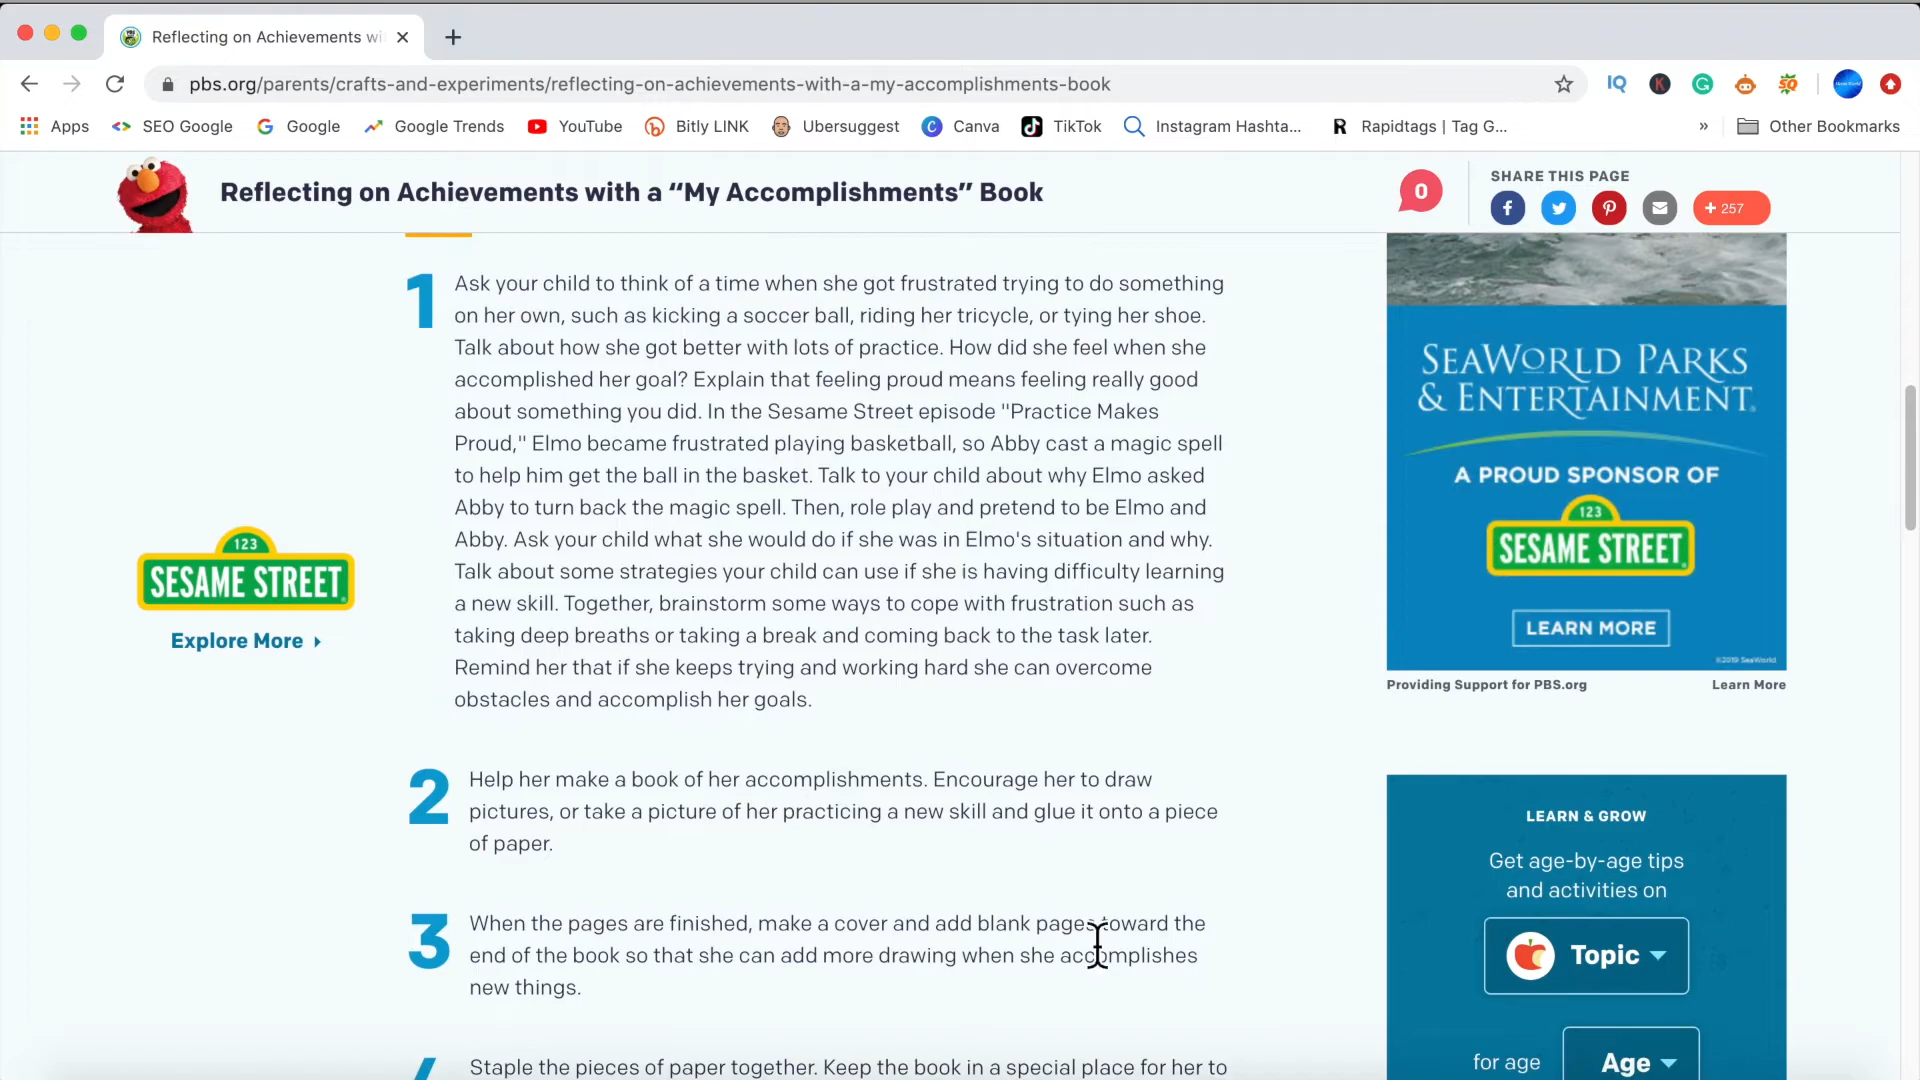 Reflecting on Achievements wi
pbs.org/parents/crafts-and-experiments/reflecting-on-achievements-with-a-my-accomplishments-book
IQ
K
G
SQ
Apps
SEO Google
Google
Google Trends
YouTube
Bitly LINK
Ubersuggest
Canva
TikTok
Instagram Hashta...
R
Rapidtags | Tag G...
»
Other Bookmarks
Reflecting on Achievements with a “My Accomplishments” Book
0
SHARE THIS PAGE
+ 257
1
Ask your child to think of a time when she got frustrated trying to do something
on her own, such as kicking a soccer ball, riding her tricycle, or tying her shoe.
Talk about how she got better with lots of practice. How did she feel when she
accomplished her goal? Explain that feeling proud means feeling really good
about something you did. In the Sesame Street episode "Practice Makes
Proud," Elmo became frustrated playing basketball, so Abby cast a magic spell
to help him get the ball in the basket. Talk to your child about why Elmo asked
Abby to turn back the magic spell. Then, role play and pretend to be Elmo and
Abby. Ask your child what she would do if she was in Elmo's situation and why.
Talk about some strategies your child can use if she is having difficulty learning
a new skill. Together, brainstorm some ways to cope with frustration such as
taking deep breaths or taking a break and coming back to the task later.
Remind her that if she keeps trying and working hard she can overcome
obstacles and accomplish her goals.
123
SESAME STREET
Explore More
2
Help her make a book of her accomplishments. Encourage her to draw
pictures, or take a picture of her practicing a new skill and glue it onto a piece
of paper.
3
When the pages are finished, make a cover and add blank pages toward the
end of the book so that she can add more drawing when she accomplishes
new things.
4
Staple the pieces of paper together. Keep the book in a special place for her to
SEAWORLD PARKS
& ENTERTAINMENT
A PROUD SPONSOR OF
123
SESAME STREET
LEARN MORE
©2019 SeaWorld
Providing Support for PBS.org
Learn More
LEARN & GROW
Get age-by-age tips
and activities on
Topic
for age
Age